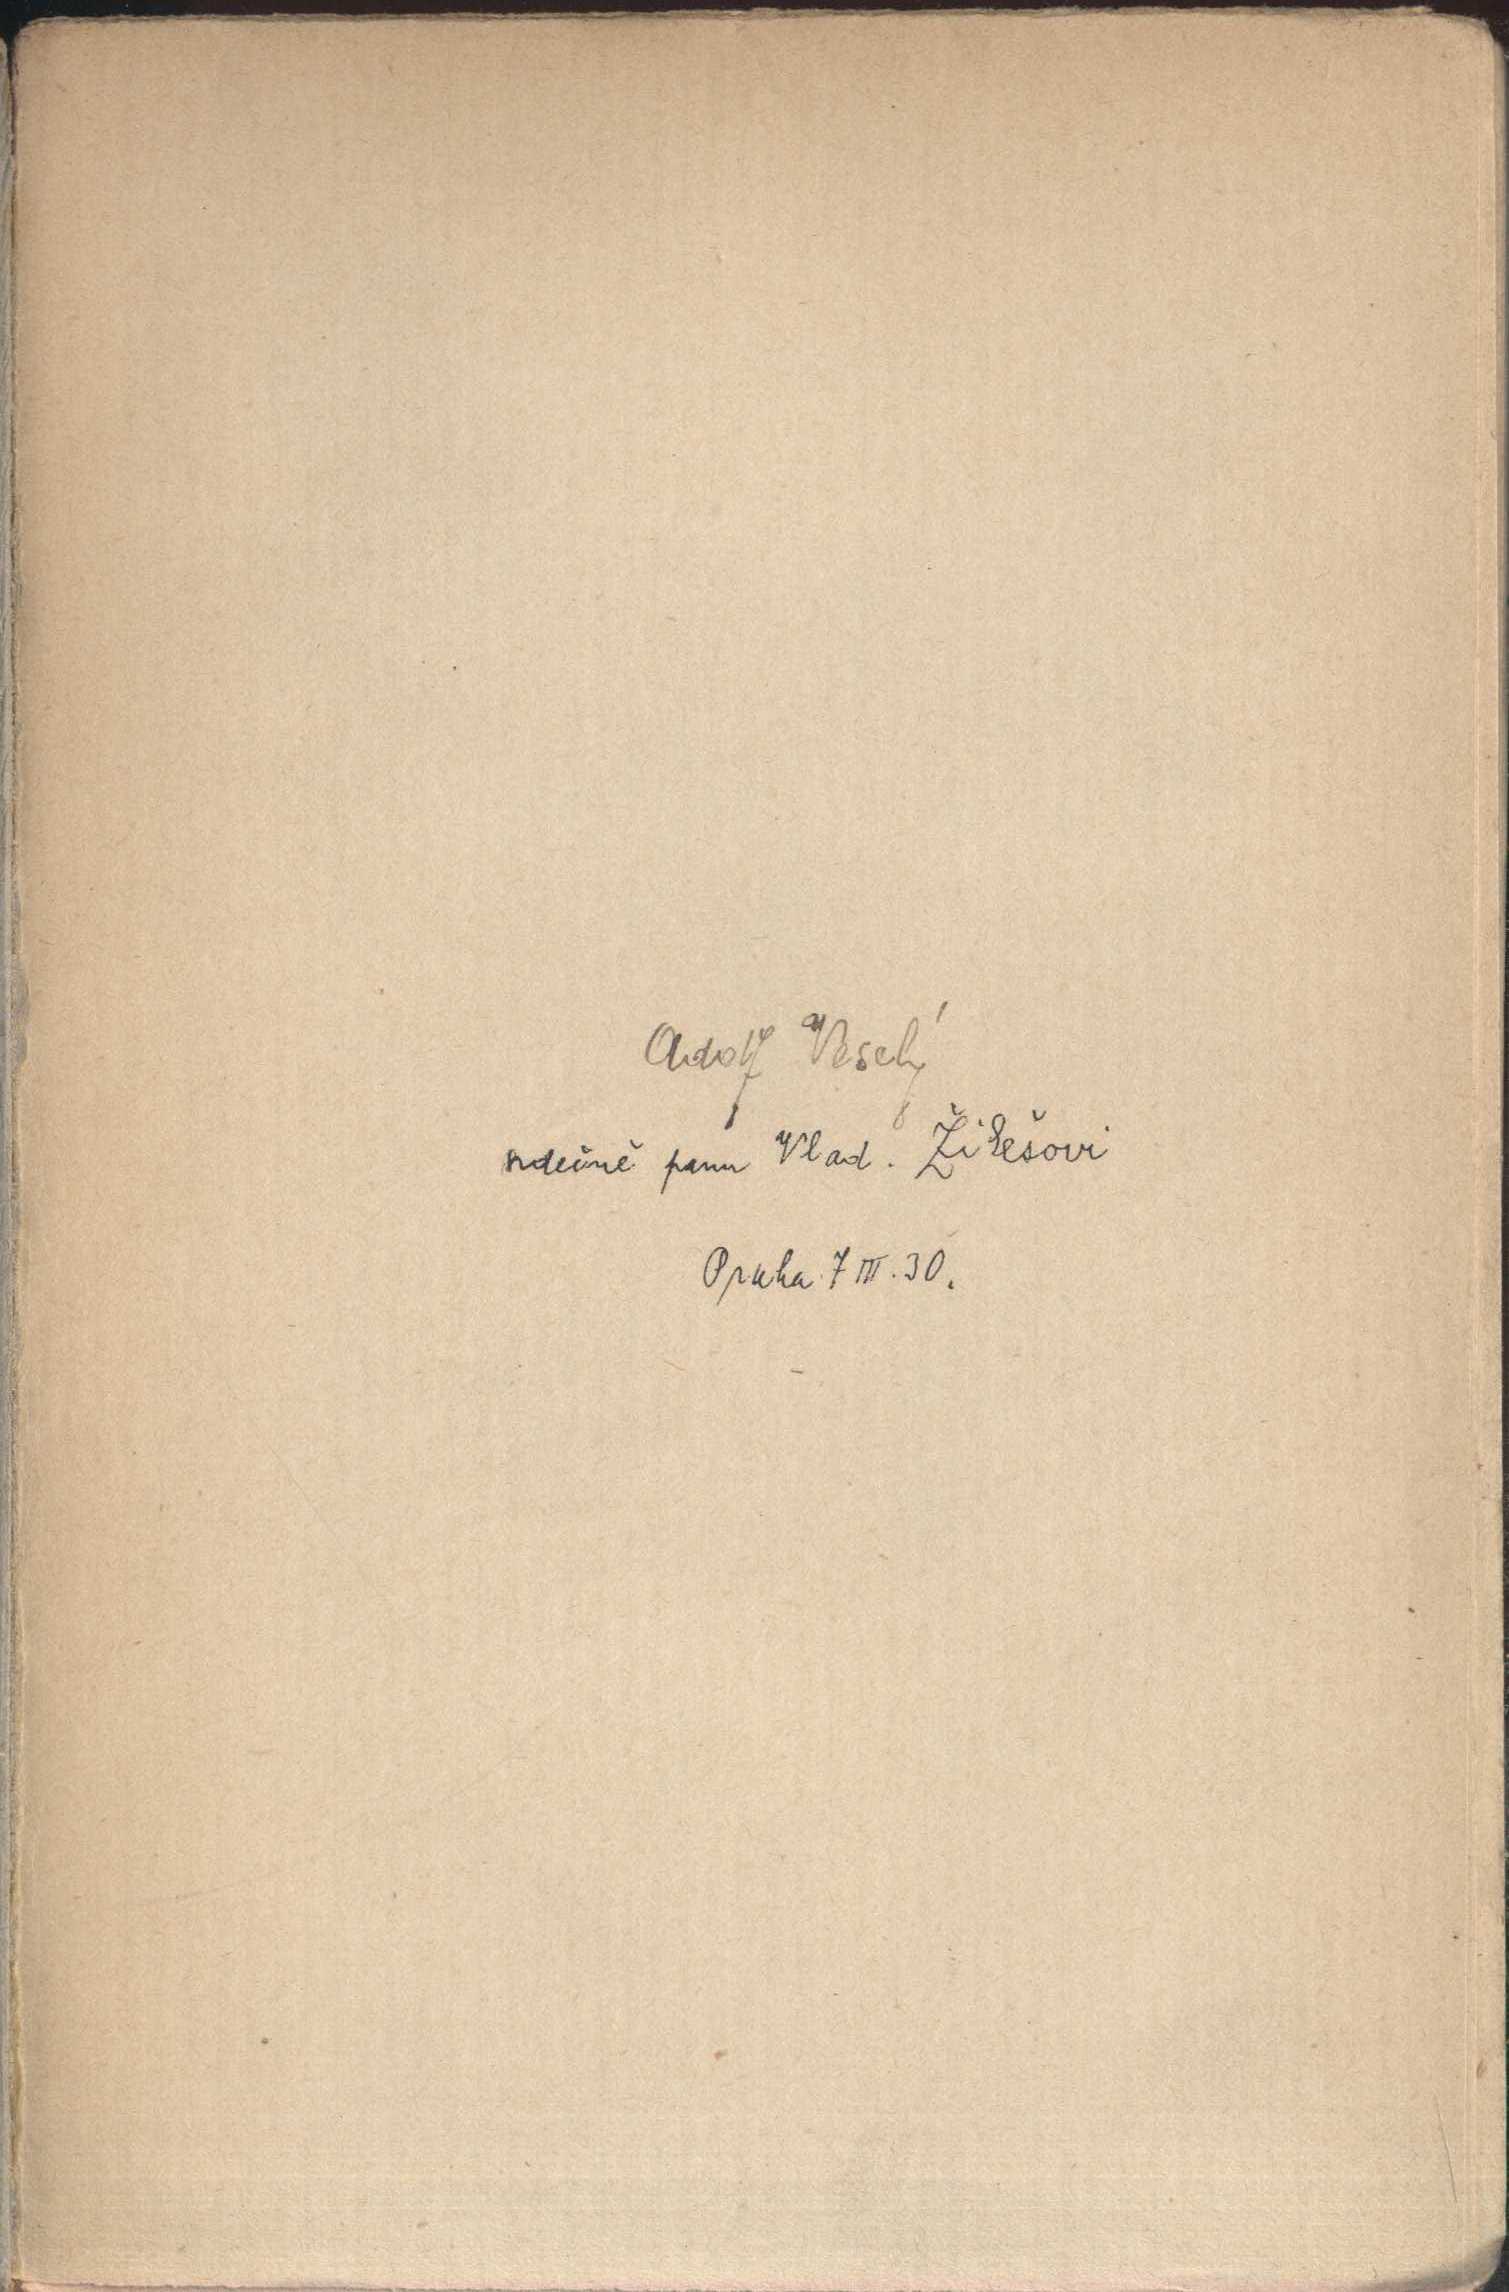 Adolf Veselý
srdečně panu Vlad. Žikešovi
Praha 7 III. 30.